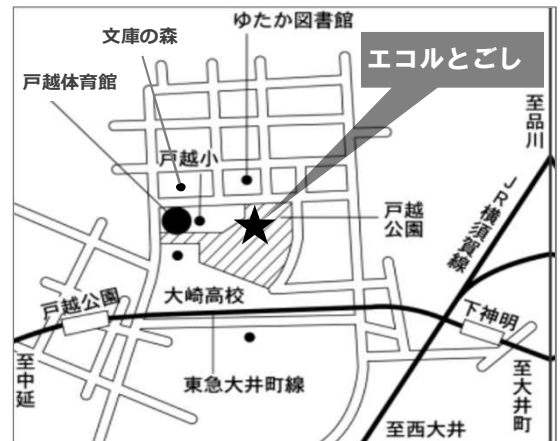 ゆたか図書館
文庫の森
エコルとごし
戸越体育館
至品川
戸越小
JR横須賀線
戸越
公園
大崎高校
戸越公園
下神明
至中延
東急大井町線
至大井町
至西大井